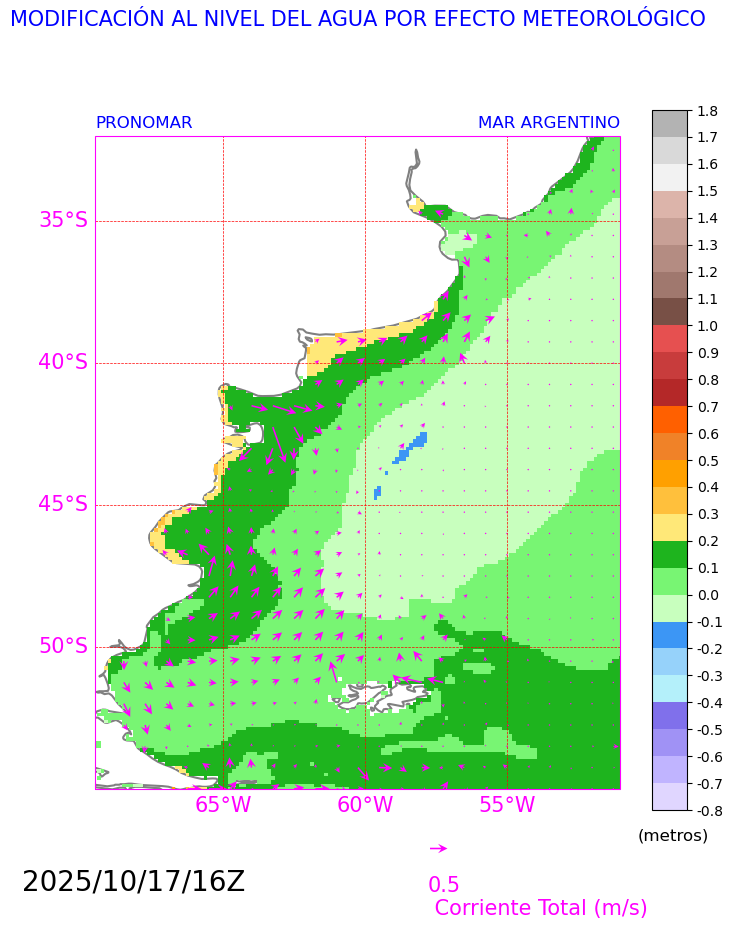 MODIFICACIÓN AL NIVEL DEL AGUA POR EFECTO METEOROLÓGICO
PRONOMAR MAR ARGENTINO
35°S
40°S
45°S
50°S
65°W 60°W 55°W
1.8
1.7
1.6
1.5
1.4
1.3
1.2
1.1
1.0
0.9
0.8
0.7
0.6
0.5
0.4
0.3
0.2
0.1
0.0
-0.1
-0.2
-0.3
-0.4
-0.5
-0.6
-0.7
-0.8
(metros)
2025/10/17/16Z
0.5
Corriente Total (m/s)